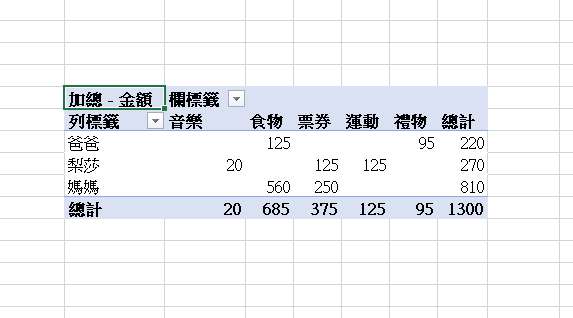 加總 - 金額 欄標籤
列標籤 音樂 食物 票券 運動 禮物 總計
爸爸 125 95 220
梨莎 20 125 125 270
媽媽 560 250 810
總計 20 685 375 125 95 1300